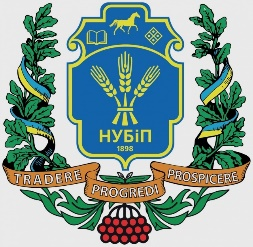 НУБіП
1898
TRADERE PROGREDI PROSPICERE